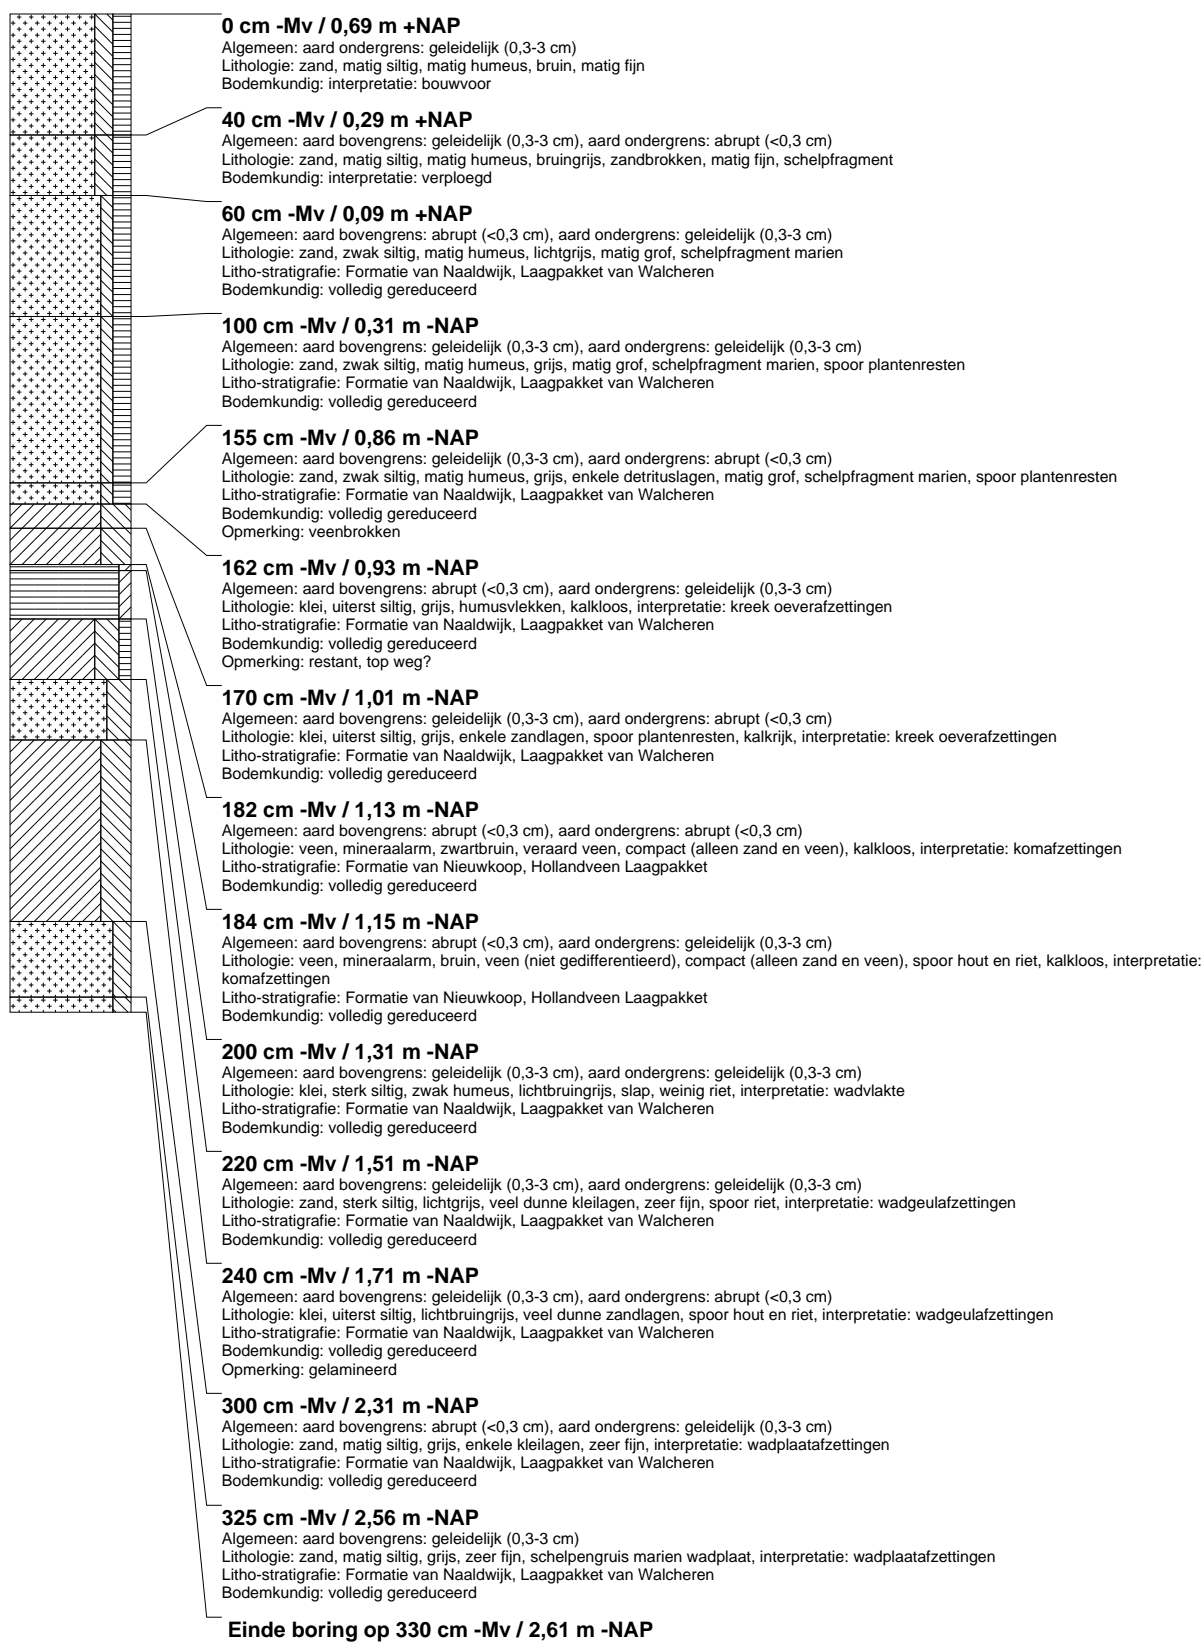 0 cm -Mv / 0,69 m +NAP
Algemeen: aard ondergrens: geleidelijk (0,3-3 cm)
Lithologie: zand, matig siltig, matig humeus, bruin, matig fijn
Bodemkundig: interpretatie: bouwvoor
40 cm -Mv / 0,29 m +NAP
Algemeen: aard bovengrens: geleidelijk (0,3-3 cm), aard ondergrens: abrupt (<0,3 cm)
Lithologie: zand, matig siltig, matig humeus, bruingrijs, zandbrokken, matig fijn, schelpfragment
Bodemkundig: interpretatie: verploegd
60 cm -Mv / 0,09 m +NAP
Algemeen: aard bovengrens: abrupt (<0,3 cm), aard ondergrens: geleidelijk (0,3-3 cm)
Lithologie: zand, zwak siltig, matig humeus, lichtgrijs, matig grof, schelpfragment marien
Litho-stratigrafie: Formatie van Naaldwijk, Laagpakket van Walcheren
Bodemkundig: volledig gereduceerd
100 cm -Mv / 0,31 m -NAP
Algemeen: aard bovengrens: geleidelijk (0,3-3 cm), aard ondergrens: geleidelijk (0,3-3 cm)
Lithologie: zand, zwak siltig, matig humeus, grijs, matig grof, schelpfragment marien, spoor plantenresten
Litho-stratigrafie: Formatie van Naaldwijk, Laagpakket van Walcheren
Bodemkundig: volledig gereduceerd
155 cm -Mv / 0,86 m -NAP
Algemeen: aard bovengrens: geleidelijk (0,3-3 cm), aard ondergrens: abrupt (<0,3 cm)
Lithologie: zand, zwak siltig, matig humeus, grijs, enkele detrituslagen, matig grof, schelpfragment marien, spoor plantenresten
Litho-stratigrafie: Formatie van Naaldwijk, Laagpakket van Walcheren
Bodemkundig: volledig gereduceerd
Opmerking: veenbrokken
162 cm -Mv / 0,93 m -NAP
Algemeen: aard bovengrens: abrupt (<0,3 cm), aard ondergrens: geleidelijk (0,3-3 cm)
Lithologie: klei, uiterst siltig, grijs, humusvlekken, kalkloos, interpretatie: kreek oeverafzettingen
Litho-stratigrafie: Formatie van Naaldwijk, Laagpakket van Walcheren
Bodemkundig: volledig gereduceerd
Opmerking: restant, top weg?
170 cm -Mv / 1,01 m -NAP
Algemeen: aard bovengrens: geleidelijk (0,3-3 cm), aard ondergrens: abrupt (<0,3 cm)
Lithologie: klei, uiterst siltig, grijs, enkele zandlagen, spoor plantenresten, kalkrijk, interpretatie: kreek oeverafzettingen
Litho-stratigrafie: Formatie van Naaldwijk, Laagpakket van Walcheren
Bodemkundig: volledig gereduceerd
182 cm -Mv / 1,13 m -NAP
Algemeen: aard bovengrens: abrupt (<0,3 cm), aard ondergrens: abrupt (<0,3 cm)
Lithologie: veen, mineraalarm, zwartbruin, veraard veen, compact (alleen zand en veen), kalkloos, interpretatie: komafzettingen
Litho-stratigrafie: Formatie van Nieuwkoop, Hollandveen Laagpakket
Bodemkundig: volledig gereduceerd
184 cm -Mv / 1,15 m -NAP
Algemeen: aard bovengrens: abrupt (<0,3 cm), aard ondergrens: geleidelijk (0,3-3 cm)
Lithologie: veen, mineraalarm, bruin, veen (niet gedifferentieerd), compact (alleen zand en veen), spoor hout en riet, kalkloos, interpretatie:
komafzettingen
Litho-stratigrafie: Formatie van Nieuwkoop, Hollandveen Laagpakket
Bodemkundig: volledig gereduceerd
200 cm -Mv / 1,31 m -NAP
Algemeen: aard bovengrens: geleidelijk (0,3-3 cm), aard ondergrens: geleidelijk (0,3-3 cm)
Lithologie: klei, sterk siltig, zwak humeus, lichtbruingrijs, slap, weinig riet, interpretatie: wadvlakte
Litho-stratigrafie: Formatie van Naaldwijk, Laagpakket van Walcheren
Bodemkundig: volledig gereduceerd
220 cm -Mv / 1,51 m -NAP
Algemeen: aard bovengrens: geleidelijk (0,3-3 cm), aard ondergrens: geleidelijk (0,3-3 cm)
Lithologie: zand, sterk siltig, lichtgrijs, veel dunne kleilagen, zeer fijn, spoor riet, interpretatie: wadgeulafzettingen
Litho-stratigrafie: Formatie van Naaldwijk, Laagpakket van Walcheren
Bodemkundig: volledig gereduceerd
240 cm -Mv / 1,71 m -NAP
Algemeen: aard bovengrens: geleidelijk (0,3-3 cm), aard ondergrens: abrupt (<0,3 cm)
Lithologie: klei, uiterst siltig, lichtbruingrijs, veel dunne zandlagen, spoor hout en riet, interpretatie: wadgeulafzettingen
Litho-stratigrafie: Formatie van Naaldwijk, Laagpakket van Walcheren
Bodemkundig: volledig gereduceerd
Opmerking: gelamineerd
300 cm -Mv / 2,31 m -NAP
Algemeen: aard bovengrens: abrupt (<0,3 cm), aard ondergrens: geleidelijk (0,3-3 cm)
Lithologie: zand, matig siltig, grijs, enkele kleilagen, zeer fijn, interpretatie: wadplaatafzettingen
Litho-stratigrafie: Formatie van Naaldwijk, Laagpakket van Walcheren
Bodemkundig: volledig gereduceerd
325 cm -Mv / 2,56 m -NAP
Algemeen: aard bovengrens: geleidelijk (0,3-3 cm)
Lithologie: zand, matig siltig, grijs, zeer fijn, schelpengruis marien wadplaat, interpretatie: wadplaatafzettingen
Litho-stratigrafie: Formatie van Naaldwijk, Laagpakket van Walcheren
Bodemkundig: volledig gereduceerd
Einde boring op 330 cm -Mv / 2,61 m -NAP